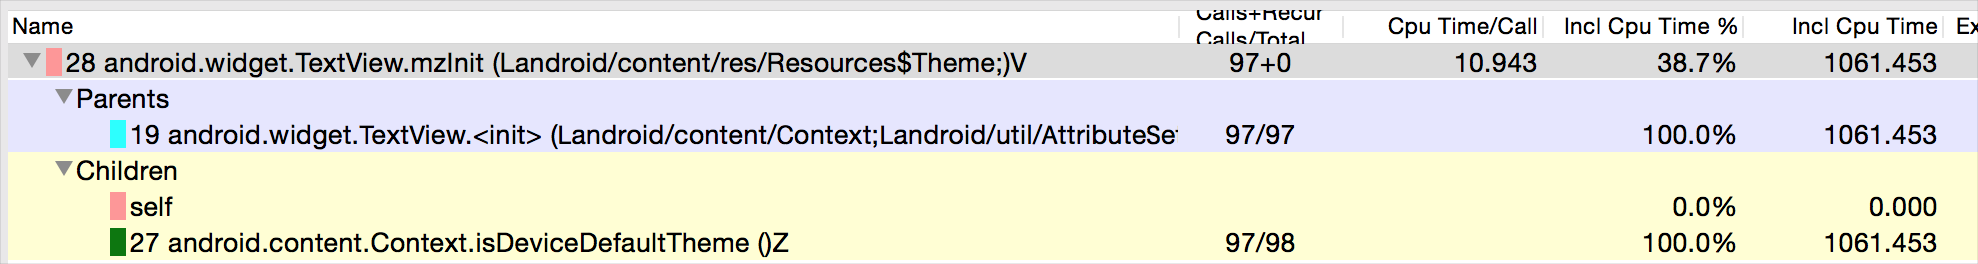 Name Calls+Recur Calls/Total Cpu Time/Call Incl Cpu Time % Incl Cpu Time Ex
28 android.widget.TextView.mzInit (Landroid/content/res/Resources$Theme;)V 97+0 10.943 38.7% 1061.453
Parents
19 android.widget.TextView.<init> (Landroid/content/Context;Landroid/util/AttributeSe 97/97 100.0% 1061.453
Children
self 0.0% 0.000
27 android.content.Context.isDeviceDefaultTheme ()Z 97/98 100.0% 1061.453